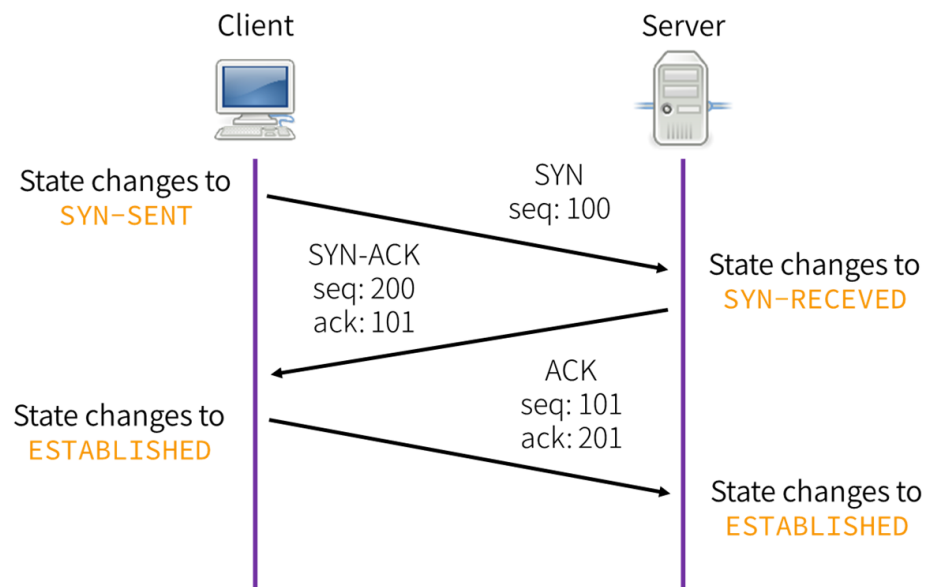 Client
Server
State changes to
SYN-SENT
SYN
seq: 100
SYN-ACK
seq: 200
ack: 101
State changes to
SYN-RECEVED
ACK
seq: 101
ack: 201
State changes to
ESTABLISHED
State changes to
ESTABLISHED